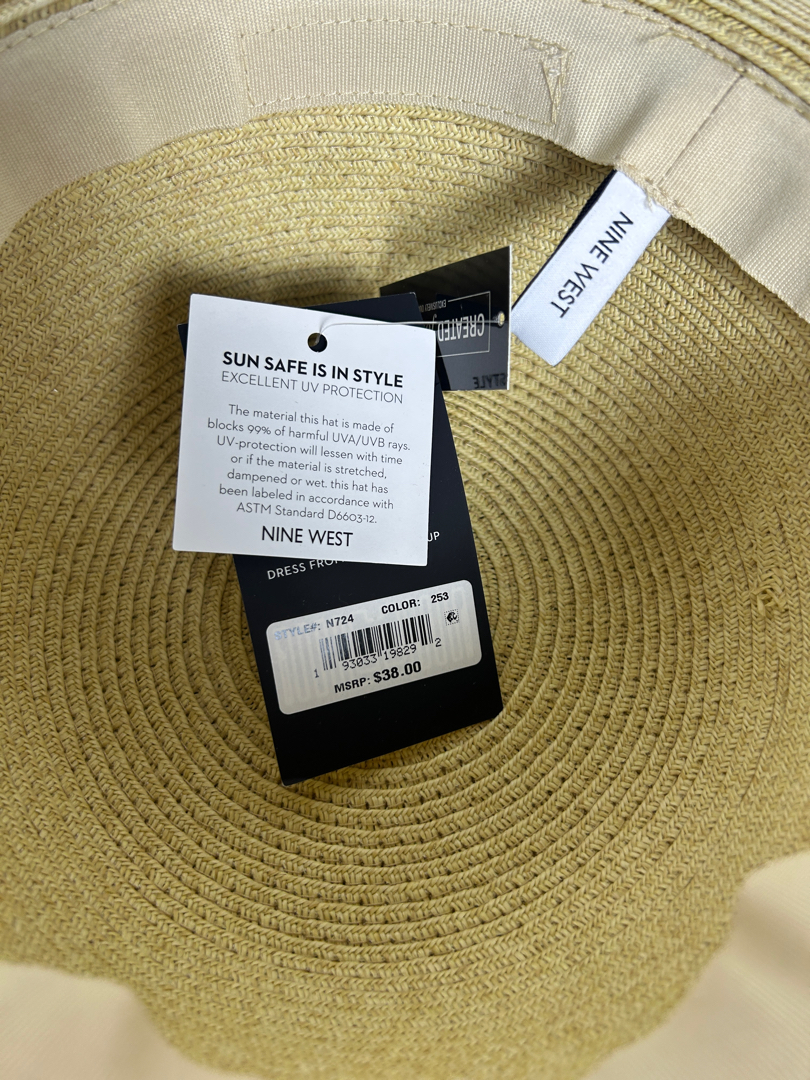 NINE WEST
CREATED
EXCLUSIVELY
STYLE
SUN SAFE IS IN STYLE
EXCELLENT UV PROTECTION
The material this hat is made of
blocks 99% of harmful UVA/UVB rays.
UV-protection will lessen with time
or if the material is stretched,
dampened or wet. this hat has
been labeled in accordance with
ASTM Standard D6603-12.
NINE WEST
UP
DRESS
STYLE#: N724 COLOR: 253
1 93033 19829 2
MSRP: $38.00